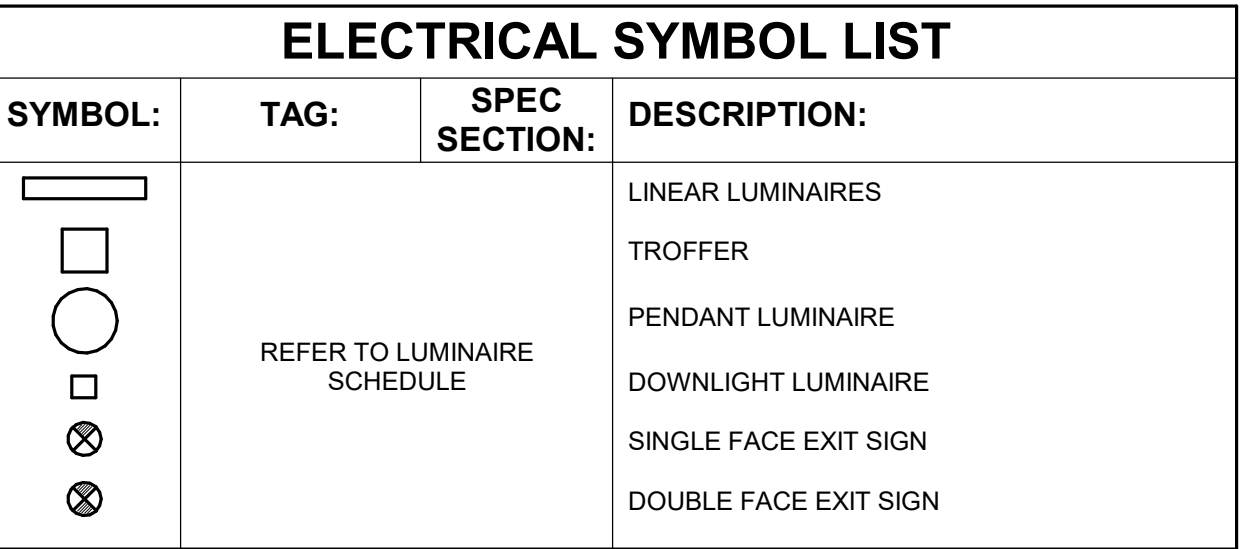 ELECTRICAL SYMBOL LIST
SYMBOL:
TAG:
SPEC
SECTION:
DESCRIPTION:
REFER TO LUMINAIRE
SCHEDULE
LINEAR LUMINAIRES
TROFFER
PENDANT LUMINAIRE
DOWNLIGHT LUMINAIRE
SINGLE FACE EXIT SIGN
DOUBLE FACE EXIT SIGN